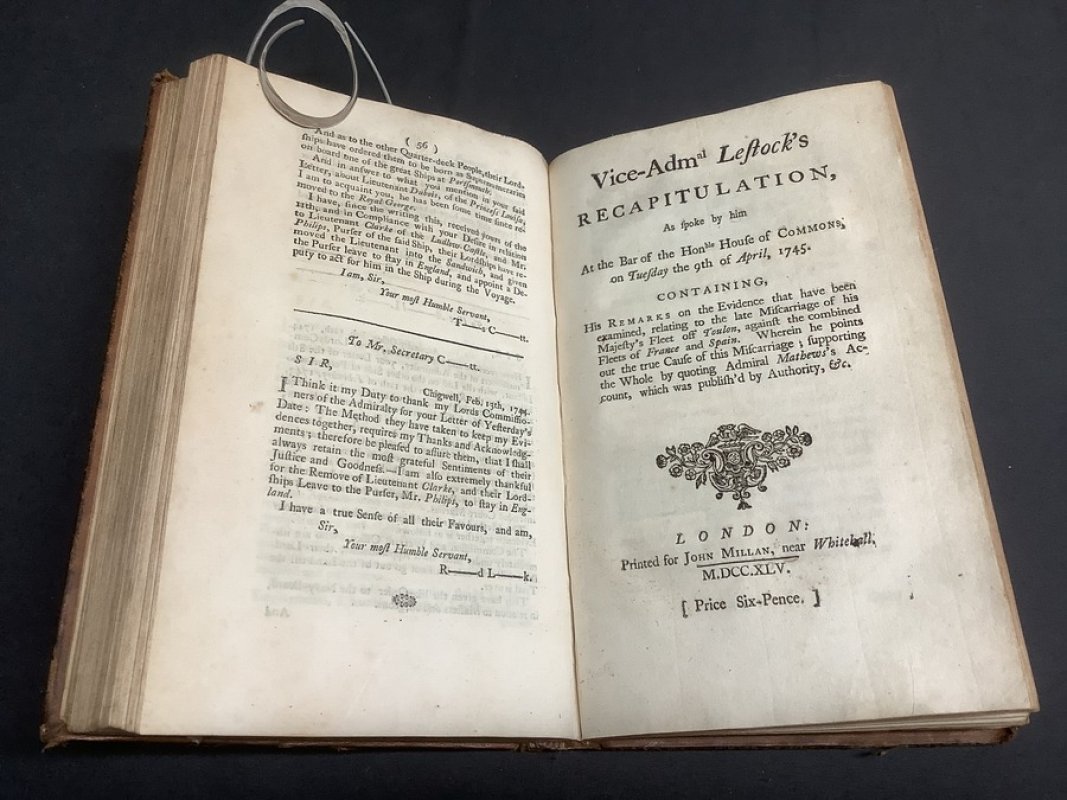 ( 56 )
And as to the other Quarter-deck People, their Lord-
ſhips have ordered them to be born as Supernumeraries
on board one of the great Ships at Portſmouth.
And in anſwer to what you mention in your ſaid
Letter, about Lieutenant Dubois, of the Princeſs Louiſa,
I am to acquaint you, he has been ſome time ſince re-
moved to the Royal George.
I have, ſince the writing this, received yours of the
12th, and in Compliance with your Deſire in relation
to Lieutenant Clarke of the Ludlow-Caſtle, and Mr.
Philips, Purſer of the ſaid Ship, their Lordſhips have re-
moved the Lieutenant into the Sandwich, and given
the Purſer leave to ſtay in England, and appoint a De-
puty to act for him in the Ship during the Voyage.
I am, Sir,
Your moſt Humble Servant,
T—— C——tt.
To Mr. Secretary C——tt.
S I R,
Chigwell, Feb. 13th, 1744.
I Think it my Duty to thank my Lords Commiſſio-
ners of the Admiralty for your Letter of Yeſterday's
Date: The Method they have taken to keep my Evi-
dences together, requires my Thanks and Acknowledg-
ments; therefore be pleaſed to aſſure them, that I ſhall
always retain the moſt grateful Sentiments of their
Juſtice and Goodneſs.—I am alſo extremely thankful
for the Remove of Lieutenant Clarke, and their Lord-
ſhips Leave to the Purſer, Mr. Philips, to ſtay in Eng-
land.
I have a true Senſe of all their Favours, and am,
Sir,
Your moſt Humble Servant,
R——d L——k.
Vice-Admal Leſtock's
RECAPITULATION,
As ſpoke by him
At the Bar of the Honble Houſe of COMMONS,
on Tueſday the 9th of April, 1745.
CONTAINING,
His REMARKS on the Evidence that have been
examined, relating to the late Miſcarriage of his
Majeſty's Fleet off Toulon, againſt the combined
Fleets of France and Spain. Wherein he points
out the true Cauſe of this Miſcarriage; ſupporting
the Whole by quoting Admiral Mathews's Ac-
count, which was publiſh'd by Authority, &c.
LONDON:
Printed for JOHN MILLAN, near Whitehall,
M.DCC.XLV.
[ Price Six-Pence. ]